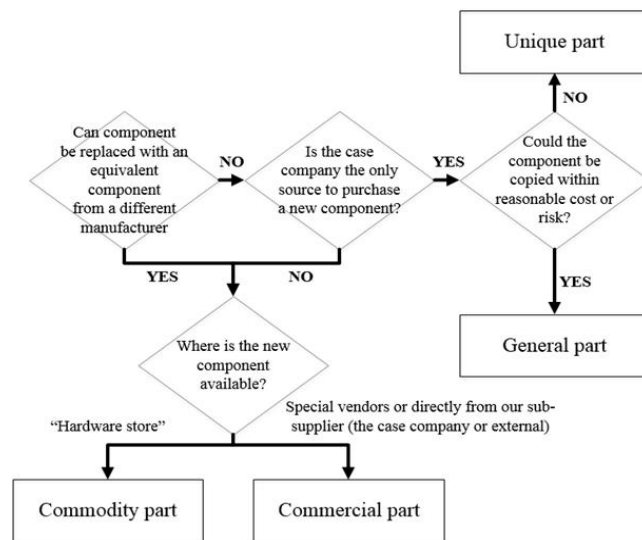 Unique part
NO
Can component
be replaced with an
equivalent
component
from a different
manufacturer
NO
Is the case
company the only
source to purchase
a new component?
YES
Could the
component be
copied within
reasonable cost or
risk?
YES
NO
YES
Where is the new
component
available?
General part
"Hardware store"
Special vendors or directly from our sub-
supplier (the case company or external)
Commodity part
Commercial part